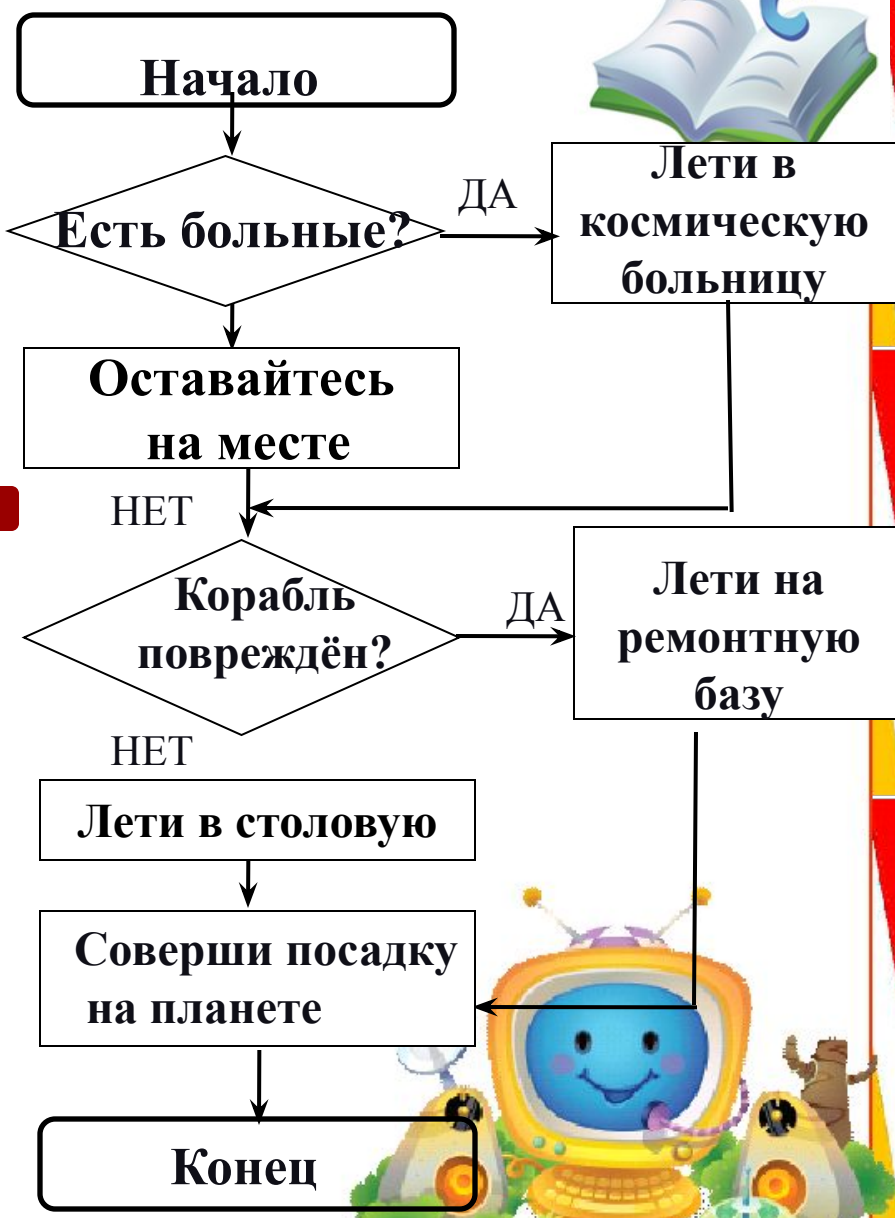 Начало
Есть больные?
ДА
Лети в
космическую
больницу
Оставайтесь
на месте
НЕТ
Корабль
повреждён?
ДА
Лети на
ремонтную
базу
НЕТ
Лети в столовую
Соверши посадку
на планете
Конец